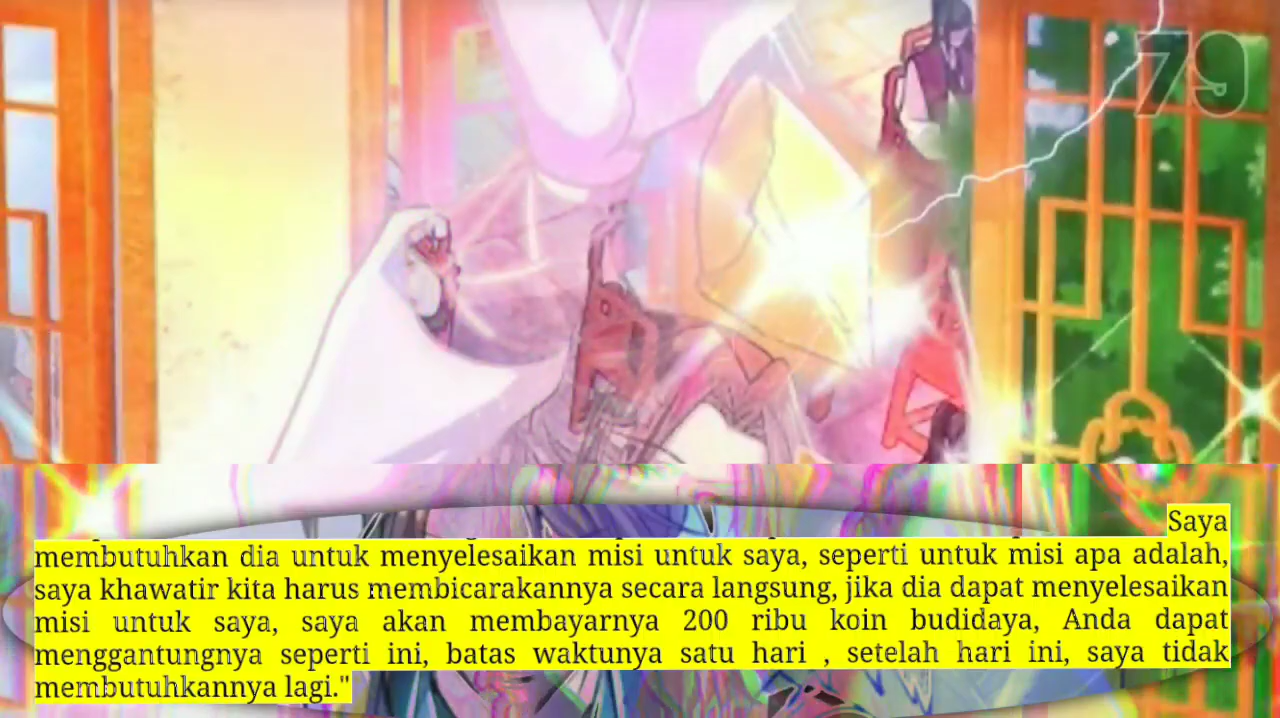 79
Saya
membutuhkan dia untuk menyelesaikan misi untuk saya, seperti untuk misi apa adalah,
saya khawatir kita harus membicarakannya secara langsung, jika dia dapat menyelesaikan
misi untuk saya, saya akan membayarnya 200 ribu koin budidaya, Anda dapat
menggantungnya seperti ini, batas waktunya satu hari , setelah hari ini, saya tidak
membutuhkannya lagi."